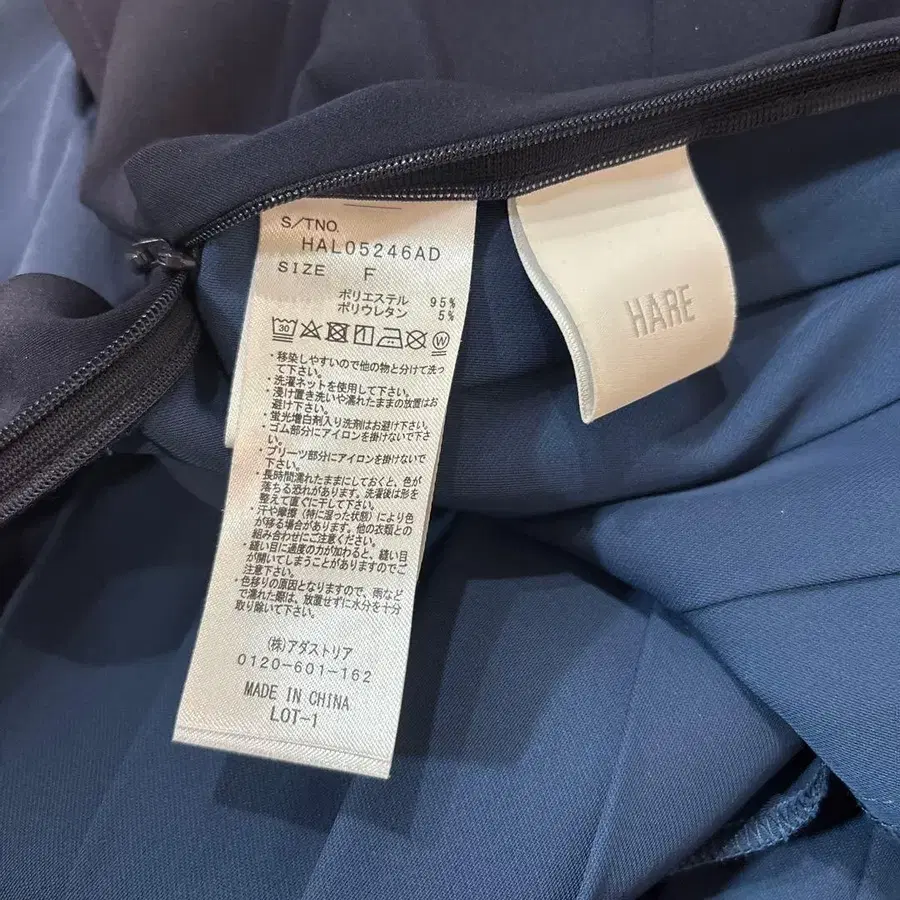 S/TNO.
HAL05246AD
SIZE F
ポリエステル 95%
ポリウレタン 5%
30 W
・移染しやすいので他の物と分けて洗っ
て下さい。
・洗濯ネットを使用して下さい。
・浸け置き洗いや濡れたままの放置はお
避け下さい。
・蛍光増白剤入り洗剤はお避け下さい。
・ゴム部分にアイロンを掛けないで下さ
い。
・プリーツ部分にアイロンを掛けないで
下さい。
・長時間濡れたままにしておくと、色が
落ちる恐れがあります。洗濯後は形を
整えて直ぐに干して下さい。
・汗や摩擦（特に湿った状態）により色
が移る場合があります。他の衣類との
組み合わせにご注意ください。
・縫い目に過度の力が加わると、縫い目
が開いてしまうことがありますのでご
注意下さい。
・色移りの原因となりますので、雨など
で濡れた際は、放置せずに水分を十分
取り除いて下さい。
(株)アダストリア
0120-601-162
MADE IN CHINA
LOT-1
HARE